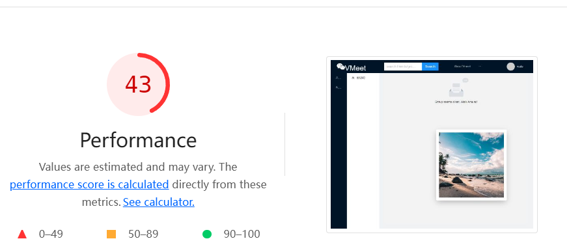 43
Performance
Values are estimated and may vary. The
performance score is calculated directly from these
metrics. See calculator.
0–49
50–89
90–100
VMeet